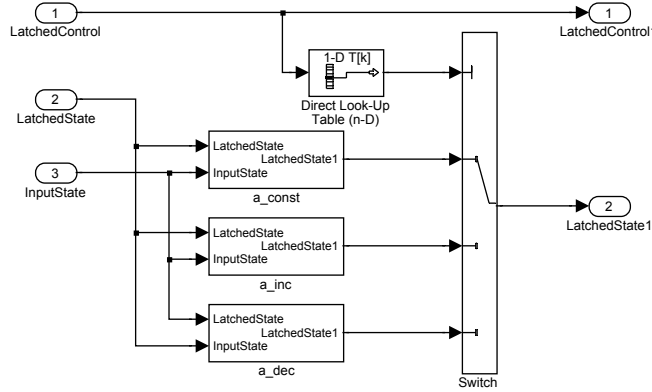 1
LatchedControl
1
LatchedControl1
1-D T[k]
Direct Look-Up
Table (n-D)
2
LatchedState
3
InputState
LatchedState
LatchedState1
InputState
a_const
LatchedState
LatchedState1
InputState
a_inc
LatchedState
LatchedState1
InputState
a_dec
Switch
2
LatchedState1